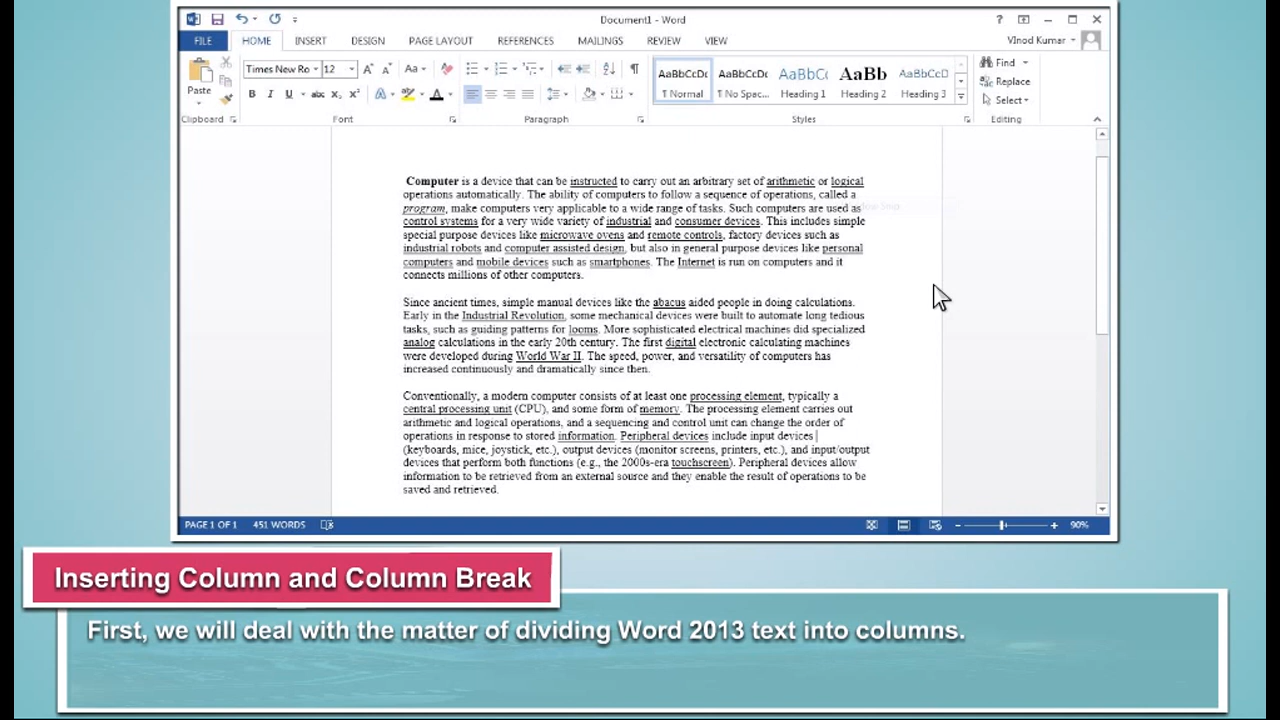 Document1 - Word
?
FILE HOME INSERT DESIGN PAGE LAYOUT REFERENCES MAILINGS REVIEW VIEW Vinod Kumar
Times New Ro 12 Aa
Paste
B I U abc x₂ x² A A
AaBbCcDc AaBbCcDc AaBbCc AaBb AaBbCcD
¶ Normal ¶ No Spac... Heading 1 Heading 2 Heading 3
Find
Replace
Select
Clipboard Font Paragraph Styles Editing
Computer is a device that can be instructed to carry out an arbitrary set of arithmetic or logical
operations automatically. The ability of computers to follow a sequence of operations, called a
program, make computers very applicable to a wide range of tasks. Such computers are used as
control systems for a very wide variety of industrial and consumer devices. This includes simple
special purpose devices like microwave ovens and remote controls, factory devices such as
industrial robots and computer assisted design, but also in general purpose devices like personal
computers and mobile devices such as smartphones. The Internet is run on computers and it
connects millions of other computers.
Since ancient times, simple manual devices like the abacus aided people in doing calculations.
Early in the Industrial Revolution, some mechanical devices were built to automate long tedious
tasks, such as guiding patterns for looms. More sophisticated electrical machines did specialized
analog calculations in the early 20th century. The first digital electronic calculating machines
were developed during World War II. The speed, power, and versatility of computers has
increased continuously and dramatically since then.
Conventionally, a modern computer consists of at least one processing element, typically a
central processing unit (CPU), and some form of memory. The processing element carries out
arithmetic and logical operations, and a sequencing and control unit can change the order of
operations in response to stored information. Peripheral devices include input devices
(keyboards, mice, joystick, etc.), output devices (monitor screens, printers, etc.), and input/output
devices that perform both functions (e.g., the 2000s-era touchscreen). Peripheral devices allow
information to be retrieved from an external source and they enable the result of operations to be
saved and retrieved.
PAGE 1 OF 1 451 WORDS 90%
Inserting Column and Column Break
First, we will deal with the matter of dividing Word 2013 text into columns.